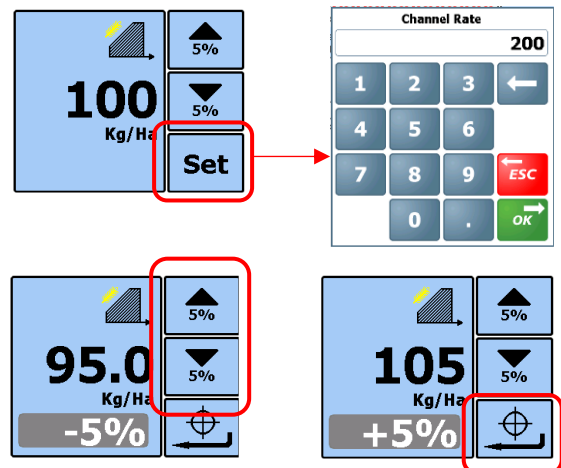 5%
100
Kg/Ha
5%
Set
Channel Rate
200
1 2 3
4 5 6
7 8 9 ESC
0 . OK
5%
95.0
Kg/Ha
5%
-5%
5%
105
Kg/Ha
5%
+5%